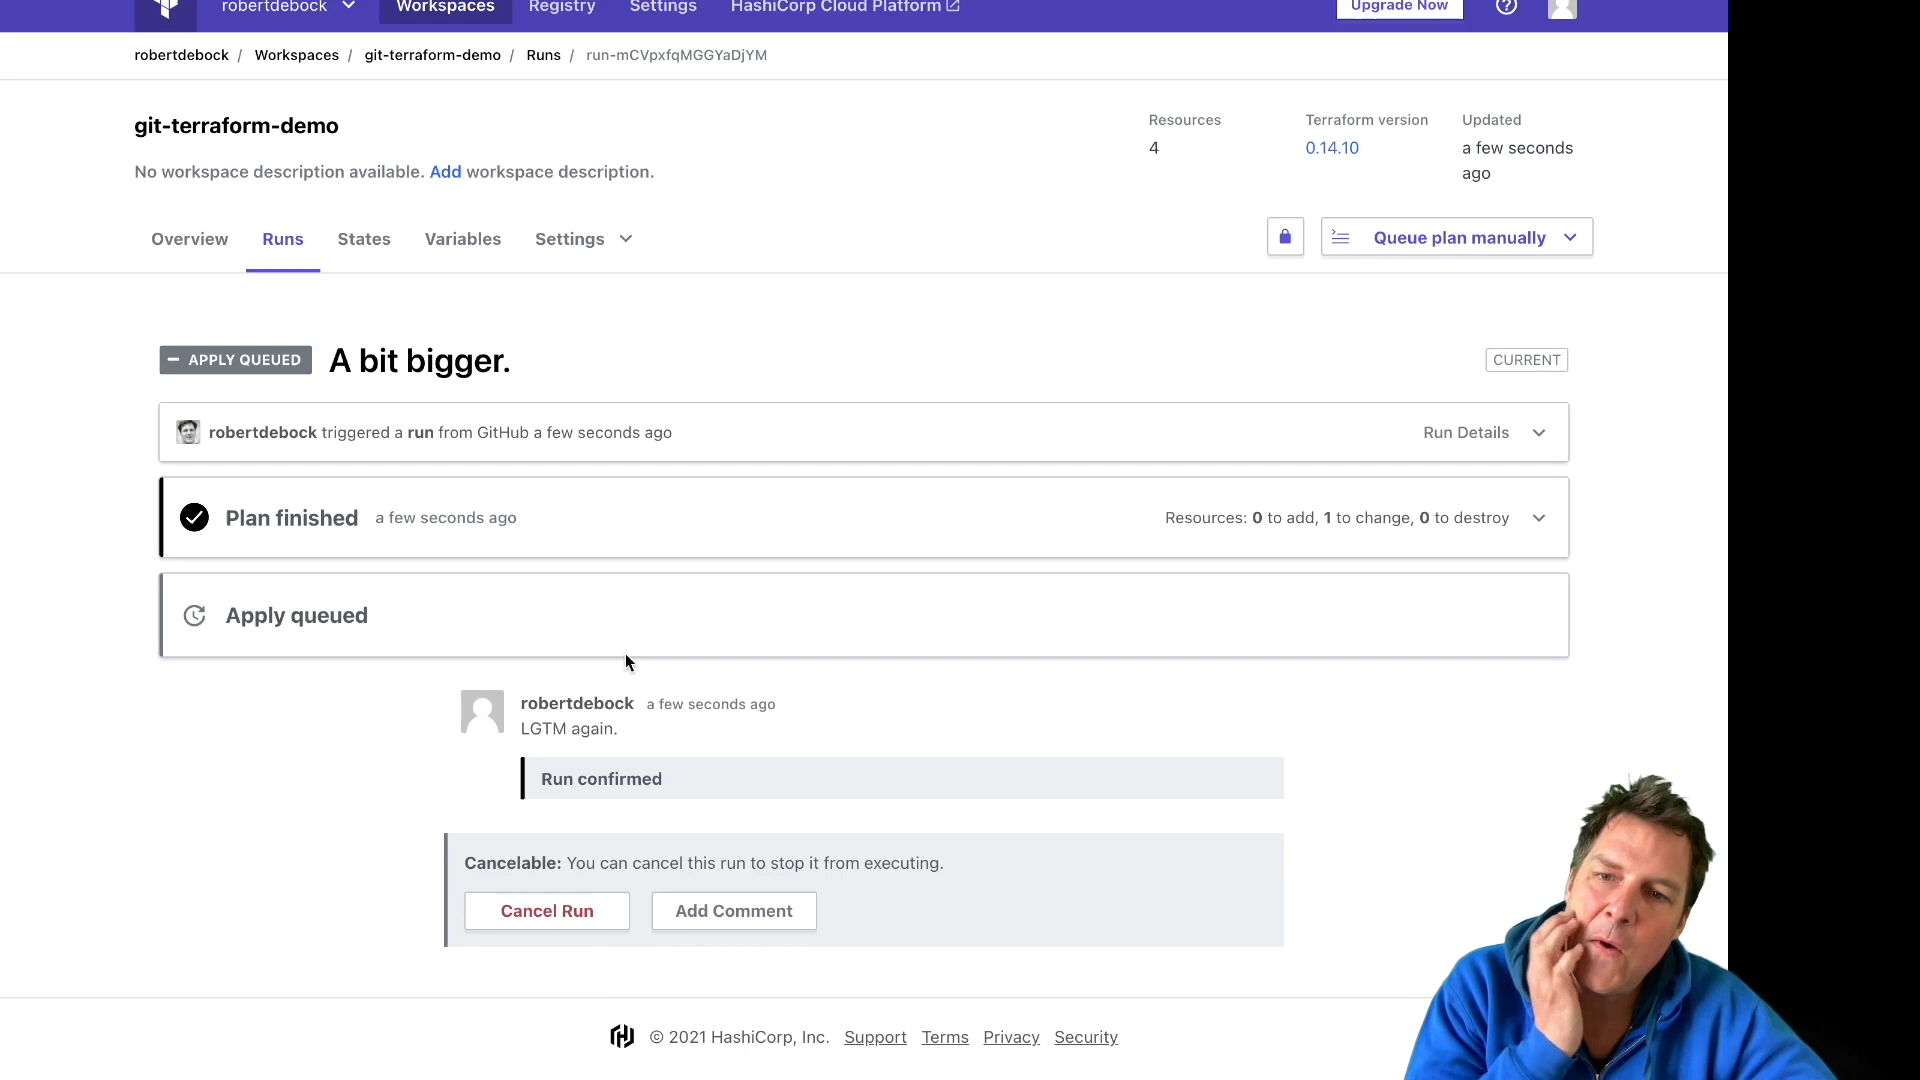 robertdebock Workspaces Registry Settings HashiCorp Cloud Platform Upgrade Now
robertdebock / Workspaces / git-terraform-demo / Runs / run-mCVpxfqMGGYaDjYM
git-terraform-demo
Resources Terraform version Updated
4 0.14.10 a few seconds ago
No workspace description available. Add workspace description.
Overview Runs States Variables Settings
Queue plan manually
APPLY QUEUED A bit bigger. CURRENT
robertdebock triggered a run from GitHub a few seconds ago Run Details
Plan finished a few seconds ago Resources: 0 to add, 1 to change, 0 to destroy
Apply queued
robertdebock a few seconds ago
LGTM again.
Run confirmed
Cancelable: You can cancel this run to stop it from executing.
Cancel Run Add Comment
© 2021 HashiCorp, Inc. Support Terms Privacy Security